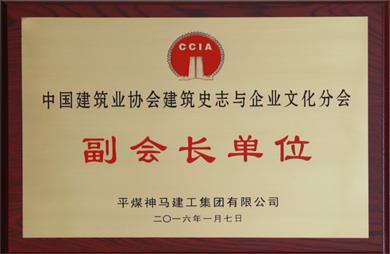 CCIA
中国建筑业协会建筑史志与企业文化分会
副会长单位
平煤神马建工集团有限公司
二〇一六年一月七日